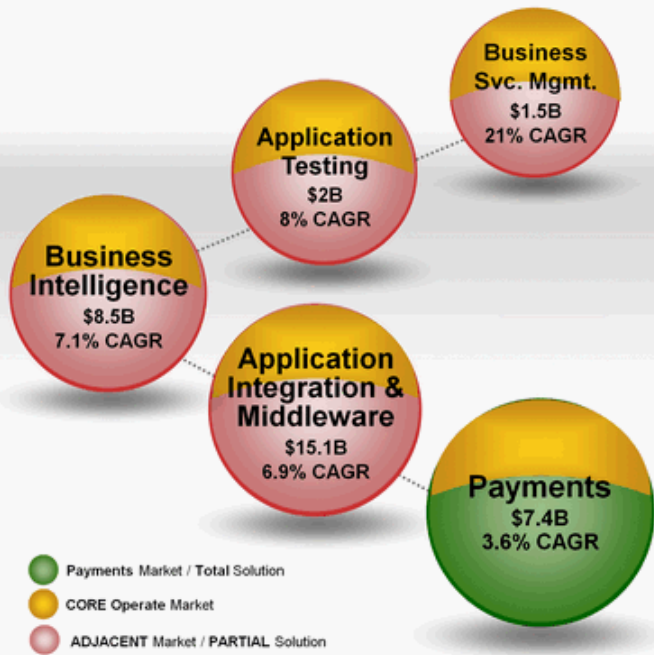 Business
Svc. Mgmt.
$1.5B
21% CAGR
Application
Testing
$2B
8% CAGR
Business
Intelligence
$8.5B
7.1% CAGR
Application
Integration &
Middleware
$15.1B
6.9% CAGR
Payments
$7.4B
3.6% CAGR
Payments Market / Total Solution
CORE Operate Market
ADJACENT Market / PARTIAL Solution